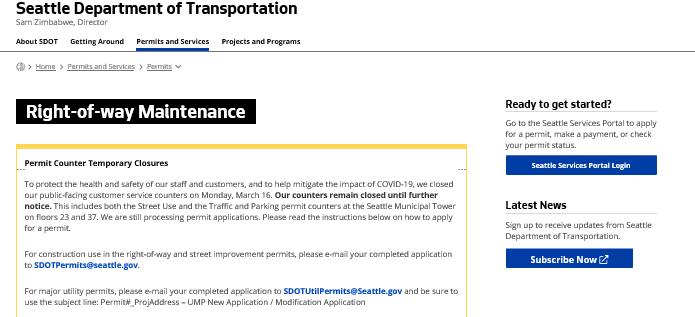 Seattle Department of Transportation
Sam Zimbabwe, Director
About SDOT Getting Around Permits and Services Projects and Programs
Home > Permits and Services > Permits
Right-of-way Maintenance
Permit Counter Temporary Closures
To protect the health and safety of our staff and customers, and to help mitigate the impact of COVID-19, we closed
our public-facing customer service counters on Monday, March 16. Our counters remain closed until further
notice. This includes both the Street Use and the Traffic and Parking permit counters at the Seattle Municipal Tower
on floors 23 and 37. We are still processing permit applications. Please read the instructions below on how to apply
for a permit.
For construction use in the right-of-way and street improvement permits, please e-mail your completed application
to SDOTPermits@seattle.gov.
For major utility permits, please e-mail your completed application to SDOTUtilPermits@Seattle.gov and be sure to
use the subject line: Permit#_ProjAddress – UMP New Application / Modification Application
Ready to get started?
Go to the Seattle Services Portal to apply
for a permit, make a payment, or check
your permit status.
Seattle Services Portal Login
Latest News
Sign up to receive updates from Seattle
Department of Transportation.
Subscribe Now